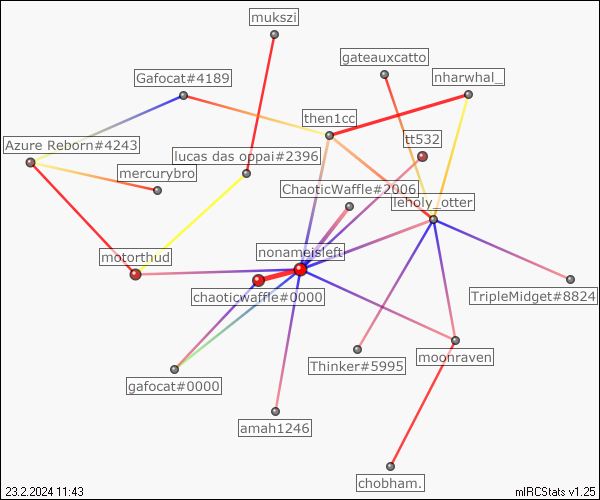 mukszi
gateauxcatto
Gafocat#4189
nharwhal_
then1cc
tt532
Azure Reborn#4243
lucas das oppai#2396
mercurybro
ChaoticWaffle#2006
leholy_otter
motorthud
nonameisleft
chaoticwaffle#0000
TripleMidget#8824
gafocat#0000
Thinker#5995
moonraven
amah1246
chobham.
23.2.2024 11:43
mIRCStats v1.25